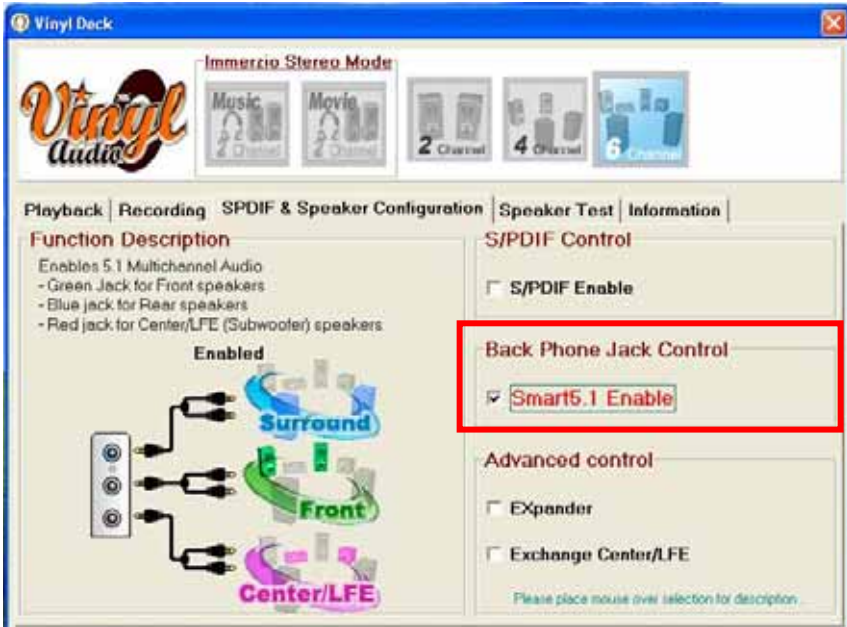 Vinyl Deck
Vinyl
Audio
Immerzio Stereo Mode
Music
2 Channel
Movie
2 Channel
2 Channel
4 Channel
6 Channel
Playback
Recording
SPDIF & Speaker Configuration
Speaker Test
Information
Function Description
Enables 5.1 Multichannel Audio
- Green Jack for Front speakers
- Blue jack for Rear speakers
- Red jack for Center/LFE (Subwoofer) speakers
Enabled
Surround
Front
Center/LFE
S/PDIF Control
S/PDIF Enable
Back Phone Jack Control
Smart5.1 Enable
Advanced control
EXpander
Exchange Center/LFE
Please place mouse over selection for description...